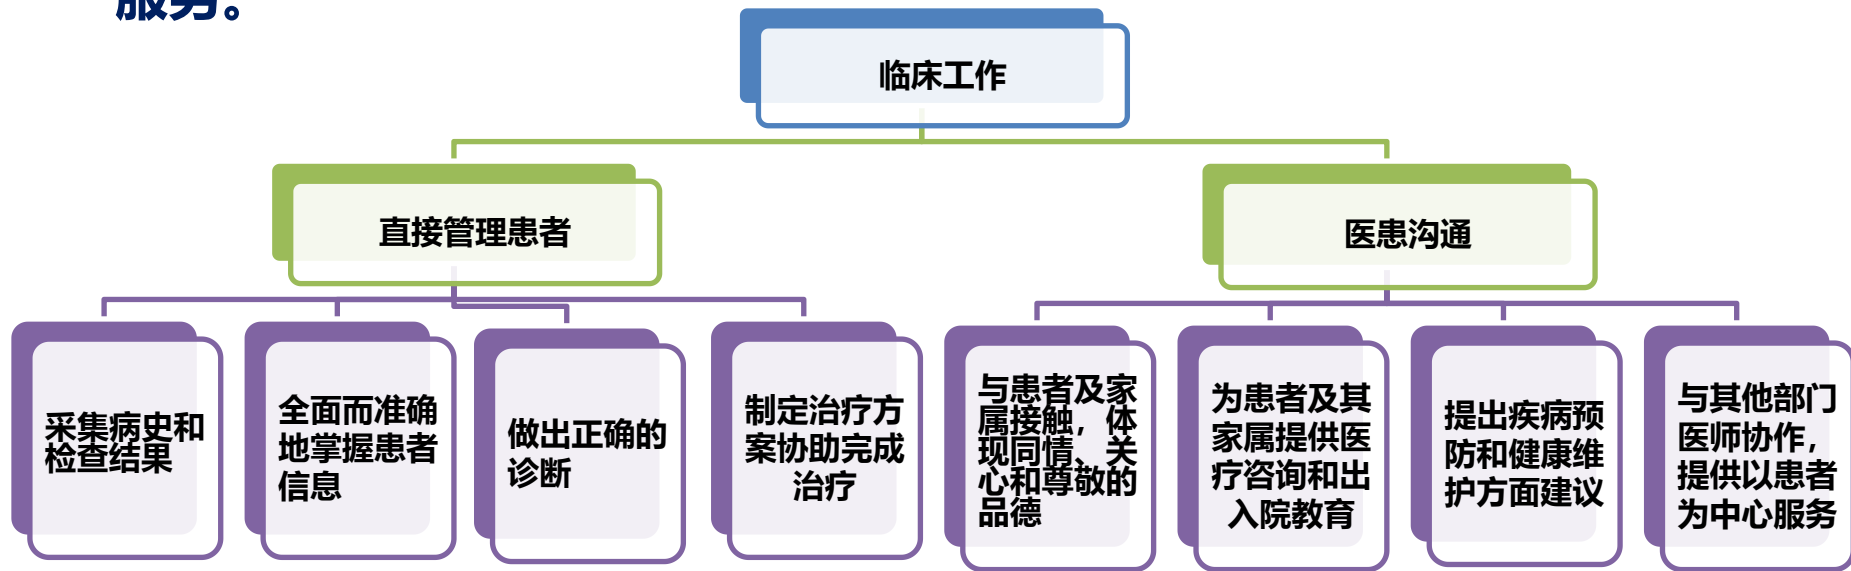 服务。
临床工作
直接管理患者
医患沟通
采集病史和
检查结果
全面而准确
地掌握患者
信息
做出正确的
诊断
制定治疗方
案协助完成
治疗
与患者及家
属接触，体
现同情、关
心和尊敬的
品德
为患者及其
家属提供医
疗咨询和出
入院教育
提出疾病预
防和健康维
护方面建议
与其他部门
医师协作，
提供以患者
为中心服务